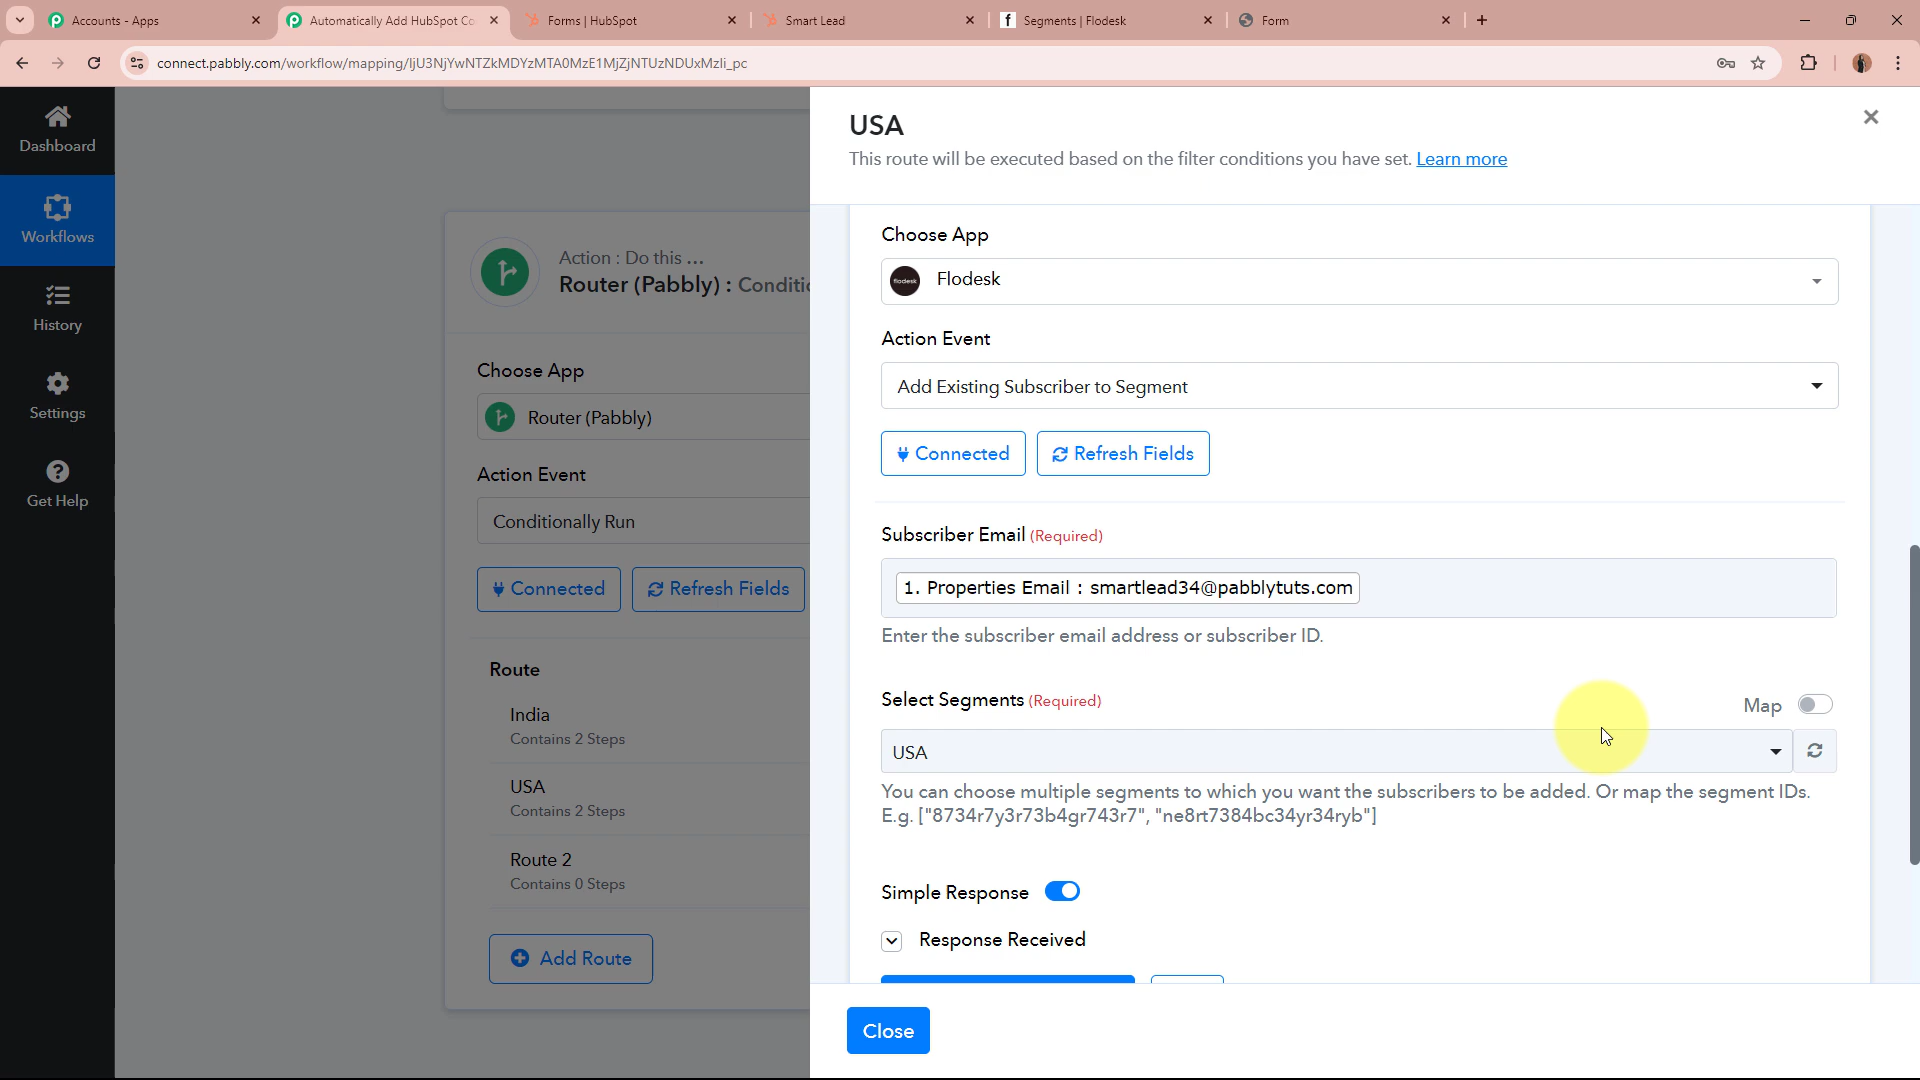 Accounts - Apps
Automatically Add HubSpot Co
Forms | HubSpot
Smart Lead
Segments | Flodesk
Form
connect.pabbly.com/workflow/mapping/IjU3NjYwNTZkMDYzMTA0MzE1MjZjNTUzNDUxMzIi_pc
Dashboard
Workflows
History
Settings
Get Help
Action : Do this ...
Router (Pabbly) : Conditic
Choose App
Router (Pabbly)
Action Event
Conditionally Run
Connected
Refresh Fields
Route
India
Contains 2 Steps
USA
Contains 2 Steps
Route 2
Contains 0 Steps
Add Route
USA
This route will be executed based on the filter conditions you have set. Learn more
Choose App
flodesk
Flodesk
Action Event
Add Existing Subscriber to Segment
Connected
Refresh Fields
Subscriber Email (Required)
1. Properties Email : smartlead34@pabblytuts.com
Enter the subscriber email address or subscriber ID.
Select Segments (Required)
Map
USA
You can choose multiple segments to which you want the subscribers to be added. Or map the segment IDs.
E.g. ["8734r7y3r73b4gr743r7", "ne8rt7384bc34yr34ryb"]
Simple Response
Response Received
Close